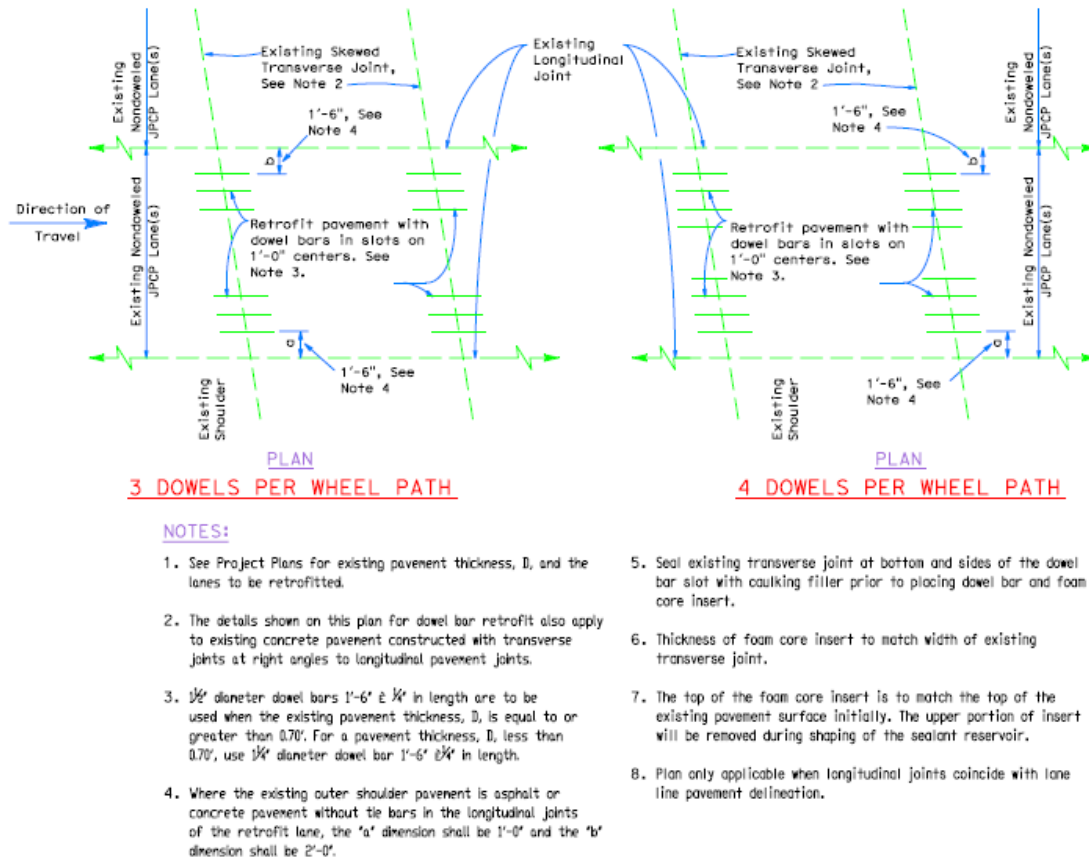 Existing
Nondoweled
JPCP Lane(s)
Existing Skewed
Transverse Joint,
See Note 2
1'-6", See
Note 4
Existing
Longitudinal
Joint
b
Direction of
Travel
Existing Nondoweled
JPCP Lane(s)
Retrofit pavement with
dowel bars in slots on
1'-0" centers. See
Note 3.
a
1'-6", See
Note 4
Existing
Shoulder
PLAN
3 DOWELS PER WHEEL PATH
Existing Skewed
Transverse Joint,
See Note 2
1'-6", See
Note 4
Existing
Nondoweled
JPCP Lane(s)
b
Retrofit pavement with
dowel bars in slots on
1'-0" centers. See
Note 3.
Existing Nondoweled
JPCP Lane(s)
a
1'-6", See
Note 4
Existing
Shoulder
PLAN
4 DOWELS PER WHEEL PATH
NOTES:
1. See Project Plans for existing pavement thickness, D, and the
lanes to be retrofitted.
2. The details shown on this plan for dowel bar retrofit also apply
to existing concrete pavement constructed with transverse
joints at right angles to longitudinal pavement joints.
3. 1½" diameter dowel bars 1'-6" ± ¼" in length are to be
used when the existing pavement thickness, D, is equal to or
greater than 0.70'. For a pavement thickness, D, less than
0.70', use 1¼" diameter dowel bar 1'-6" ±¼" in length.
4. Where the existing outer shoulder pavement is asphalt or
concrete pavement without tie bars in the longitudinal joints
of the retrofit lane, the "a" dimension shall be 1'-0" and the "b"
dimension shall be 2'-0".
5. Seal existing transverse joint at bottom and sides of the dowel
bar slot with caulking filler prior to placing dowel bar and foam
core insert.
6. Thickness of foam core insert to match width of existing
transverse joint.
7. The top of the foam core insert is to match the top of the
existing pavement surface initially. The upper portion of insert
will be removed during shaping of the sealant reservoir.
8. Plan only applicable when longitudinal joints coincide with lane
line pavement delineation.